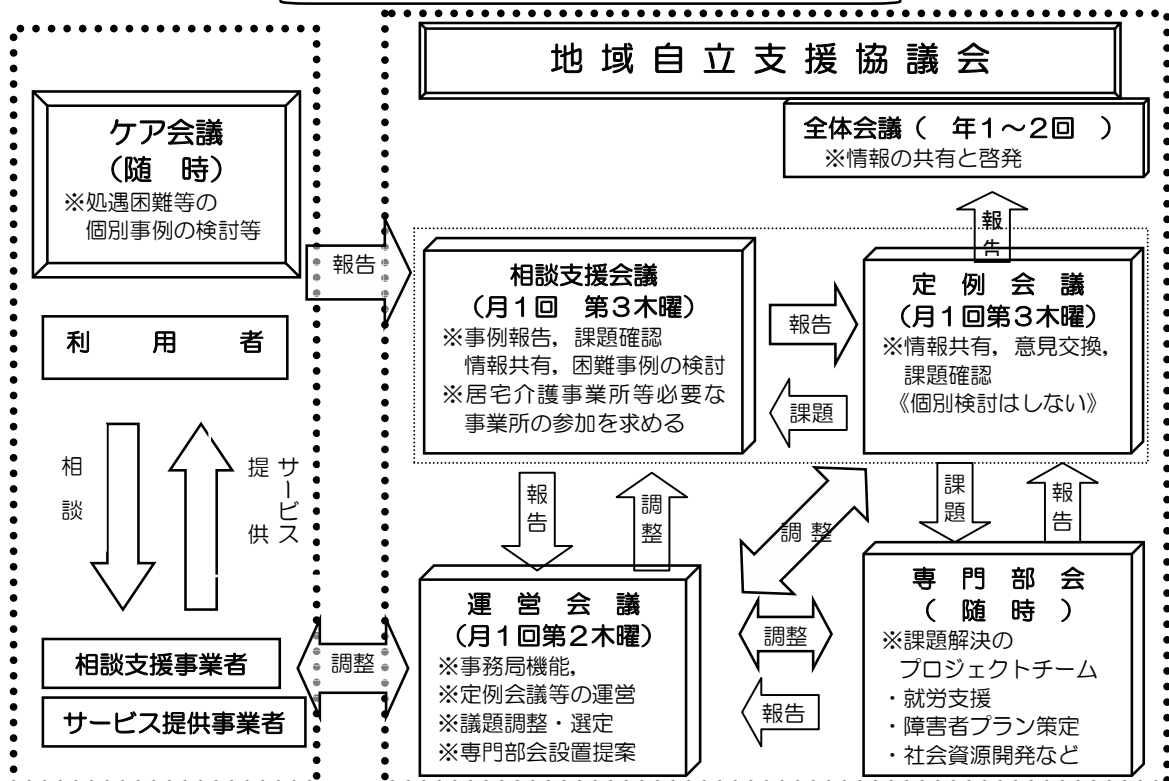 地域自立支援協議会
全体会議（　年１～２回　）
※情報の共有と啓発
ケア会議
（随　時）
※処遇困難等の
個別事例の検討等
報告
報告
相談支援会議
（月１回　第３木曜）
※事例報告，課題確認
情報共有，困難事例の検討
※居宅介護事業所等必要な
事業所の参加を求める
報告
課題
定　例　会　議
（月１回第３木曜）
※情報共有，意見交換，
課題確認
《個別検討はしない》
利　用　者
相談
サービス
提供
報告
調整
調整
課題
報告
相談支援事業者
サービス提供事業者
調整
運　営　会　議
（月１回第２木曜）
※事務局機能，
※定例会議等の運営
※議題調整・選定
※専門部会設置提案
調整
報告
専　門　部　会
（　随　時　）
※課題解決の
プロジェクトチーム
・就労支援
・障害者プラン策定
・社会資源開発など